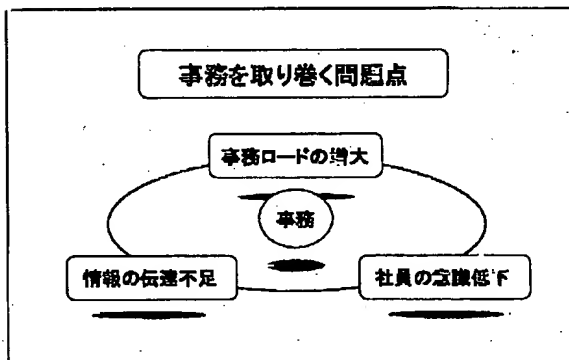 事務を取り巻く問題点
事務ロードの増大
事務
情報の伝達不足
社員の意識低下